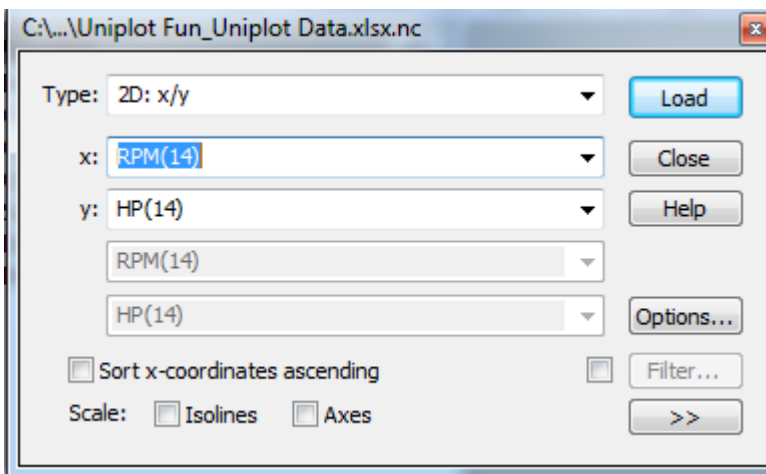 C:\...\Uniplot Fun_Uniplot Data.xlsx.nc
Type: 2D: x/y Load
x: RPM(14) Close
y: HP(14) Help
RPM(14)
HP(14) Options...
Sort x-coordinates ascending Filter...
Scale: Isolines Axes >>